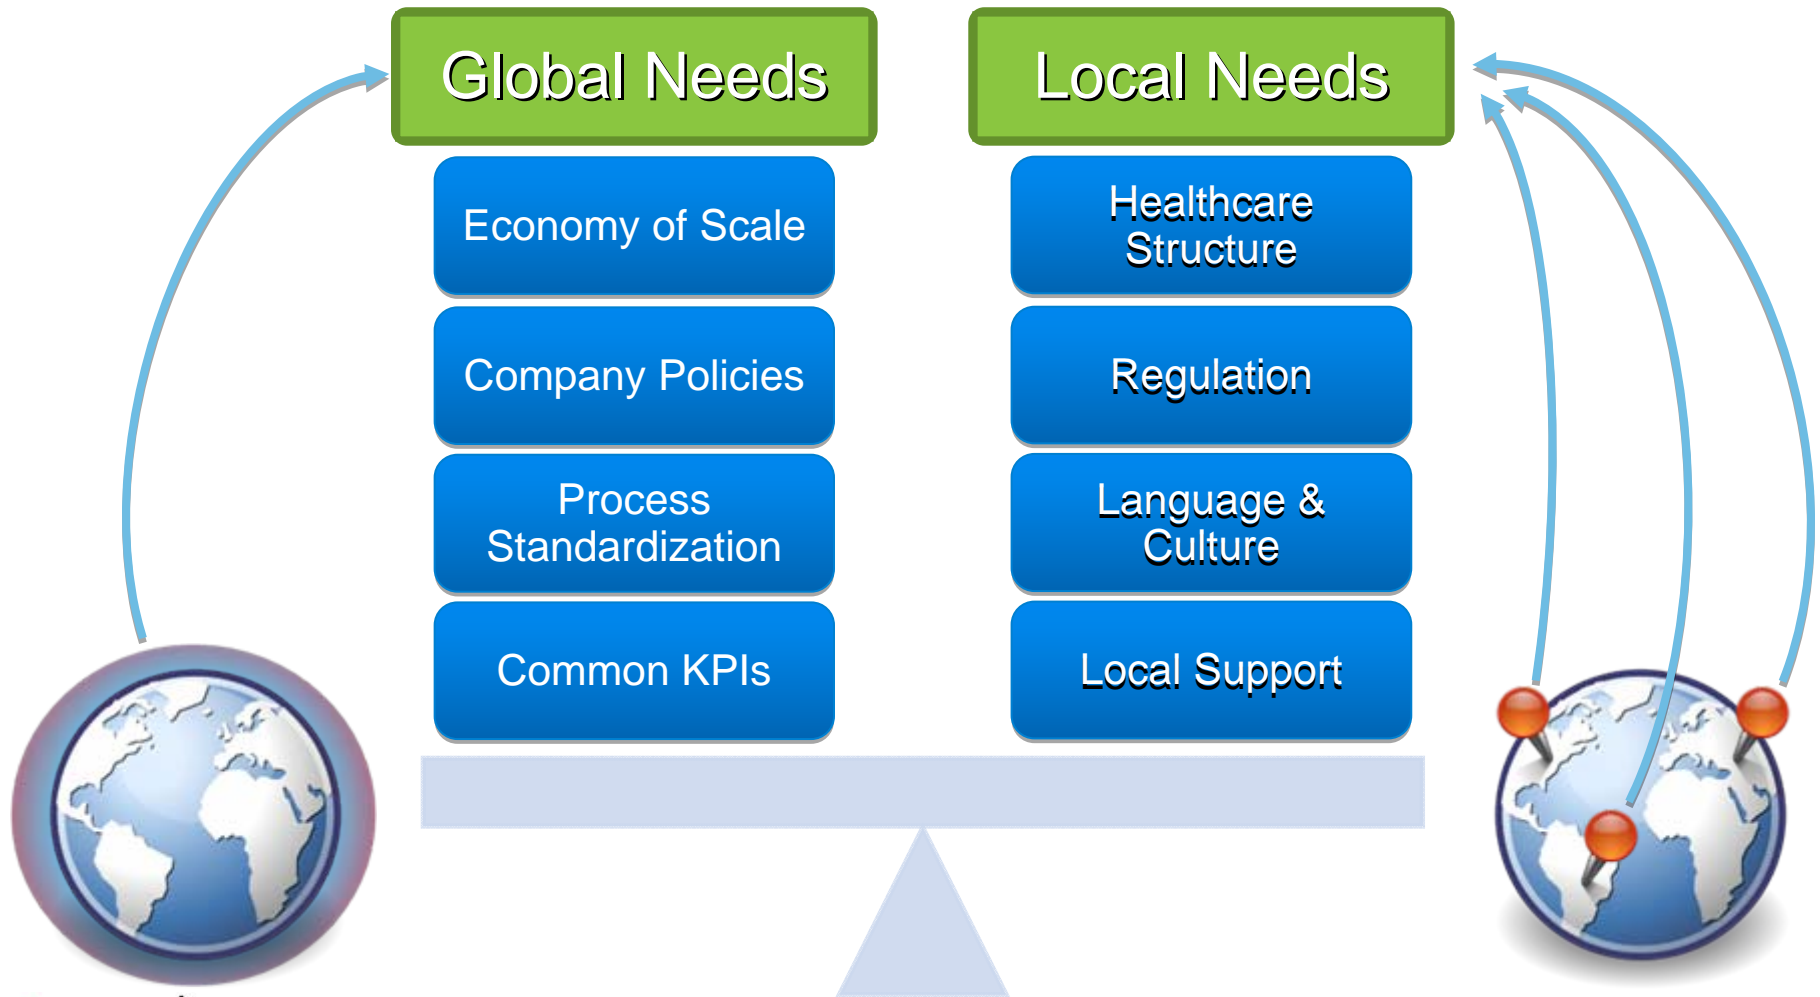 Global Needs
Economy of Scale
Company Policies
Process
Standardization
Common KPIs
Local Needs
Healthcare
Structure
Regulation
Language &
Culture
Local Support